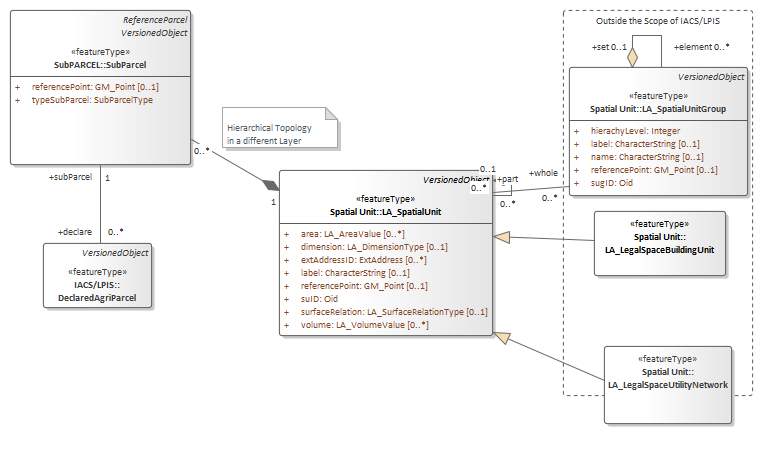 ReferenceParcel
VersionedObject
«featureType»
SubPARCEL::SubParcel
+ referencePoint: GM_Point [0..1]
+ typeSubParcel: SubParcelType
Hierarchical Topology
in a different Layer
0..*
1
+subParcel 1
+declare 0..*
VersionedObject
«featureType»
IACS/LPIS::
DeclaredAgriParcel
VersionedObject
«featureType»
Spatial Unit::LA_SpatialUnit
+ area: LA_AreaValue [0..*]
+ dimension: LA_DimensionType [0..1]
+ extAddressID: ExtAddress [0..*]
+ label: CharacterString [0..1]
+ referencePoint: GM_Point [0..1]
+ suID: Oid
+ surfaceRelation: LA_SurfaceRelationType [0..1]
+ volume: LA_VolumeValue [0..*]
0..1
+part
0..*
0..*
+whole
0..*
Outside the Scope of IACS/LPIS
+set 0..1 +element 0..*
VersionedObject
«featureType»
Spatial Unit::LA_SpatialUnitGroup
+ hierachyLevel: Integer
+ label: CharacterString [0..1]
+ name: CharacterString [0..1]
+ referencePoint: GM_Point [0..1]
+ sugID: Oid
«featureType»
Spatial Unit::
LA_LegalSpaceBuildingUnit
«featureType»
Spatial Unit::
LA_LegalSpaceUtilityNetwork